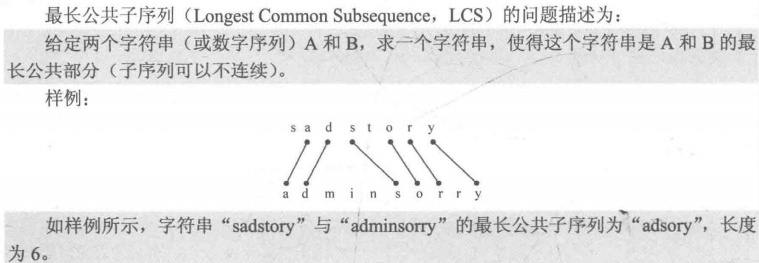 最长公共子序列（Longest Common Subsequence，LCS）的问题描述为：
给定两个字符串（或数字序列）A 和 B，求一个字符串，使得这个字符串是 A 和 B 的最
长公共部分（子序列可以不连续）。
样例：
s a d s t o r y
a d m i n s o r r y
如样例所示，字符串“sadstory”与“adminsorry”的最长公共子序列为“adsory”，长度
为 6。